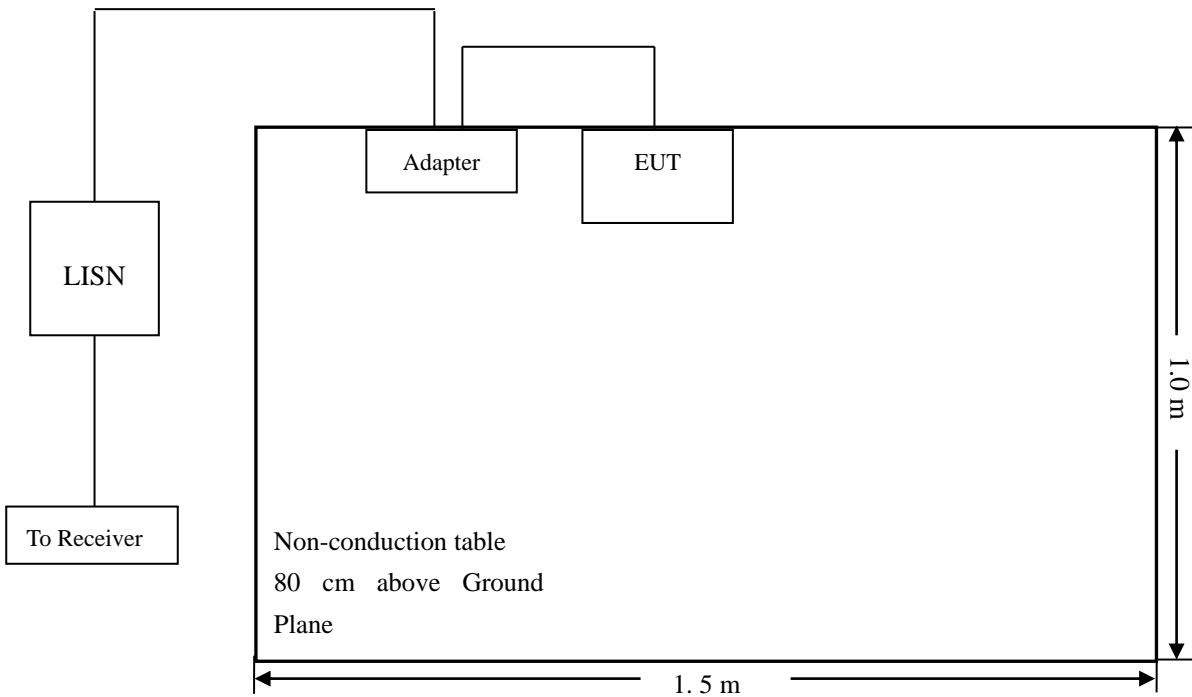 Adapter
EUT
LISN
1.0 m
To Receiver
Non-conduction table
80 cm above Ground
Plane
1. 5 m